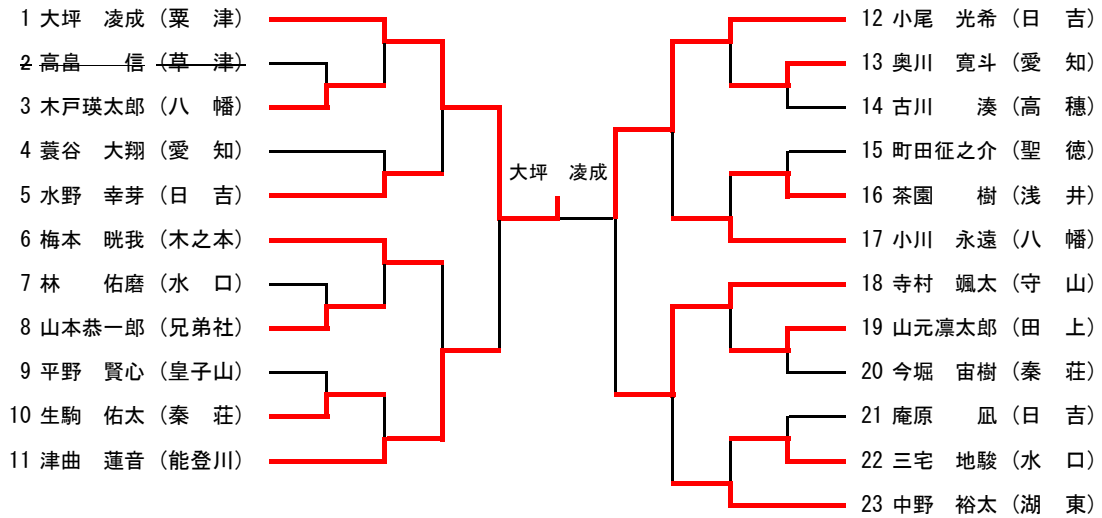 1 大坪　凌成（粟　津）
2 高畠　　信（草　津）
3 木戸瑛太郎（八　幡）
4 蓑谷　大翔（愛　知）
5 水野　幸芽（日　吉）
6 梅本　晄我（木之本）
7 林　　佑磨（水　口）
8 山本恭一郎（兄弟社）
9 平野　賢心（皇子山）
10 生駒　佑太（秦　荘）
11 津曲　蓮音（能登川）
大坪　凌成
12 小尾　光希（日　吉）
13 奥川　寛斗（愛　知）
14 古川　　湊（高　穂）
15 町田征之介（聖　徳）
16 茶園　　樹（浅　井）
17 小川　永遠（八　幡）
18 寺村　颯太（守　山）
19 山元凛太郎（田　上）
20 今堀　宙樹（秦　荘）
21 庵原　　凪（日　吉）
22 三宅　地駿（水　口）
23 中野　裕太（湖　東）